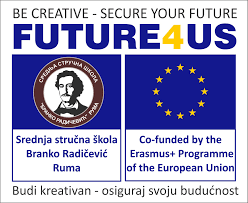 BE CREATIVE - SECURE YOUR FUTURE
FUTURE4US
СРЕДЊА СТРУЧНА ШКОЛА
"БРАНКО РАДИЧЕВИЋ" РУМА
Srednja stručna škola
Branko Radičević
Ruma
Co-funded by the
Erasmus+ Programme
of the European Union
Budi kreativan - osiguraj svoju budućnost